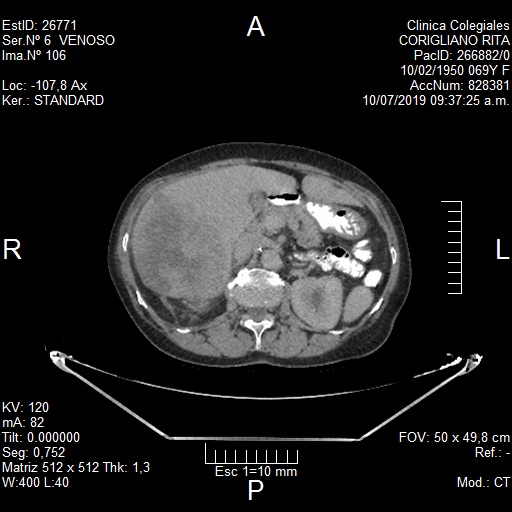 EstID: 26771
Ser.Nº 6 VENOSO
Ima.Nº 106
Loc: -107,8 Ax
Ker.: STANDARD
A
Clinica Colegiales
CORIGLIANO RITA
PacID: 266882/0
10/02/1950 069Y F
AccNum: 828381
10/07/2019 09:37:25 a.m.
R
L
KV: 120
mA: 82
Tilt: 0.000000
Seg: 0,752
Matriz 512 x 512 Thk: 1,3
W:400 L:40
Esc 1=10 mm
P
FOV: 50 x 49,8 cm
Ref.: -
Mod.: CT